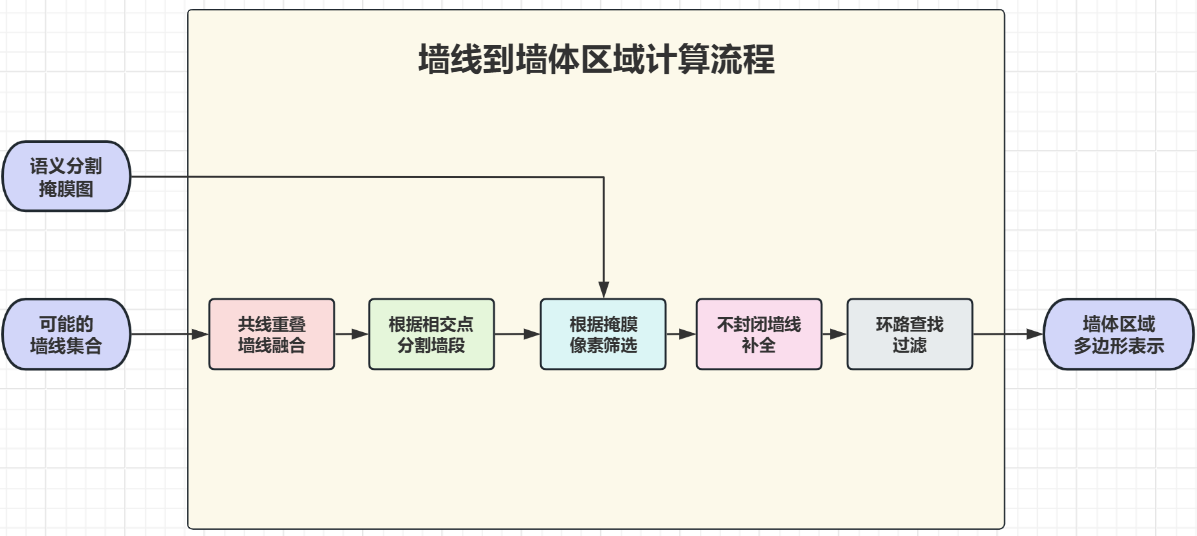 墙线到墙体区域计算流程
语义分割
掩膜图
可能的
墙线集合
共线重叠
墙线融合
根据相交点
分割墙段
根据掩膜
像素筛选
不封闭墙线
补全
环路查找
过滤
墙体区域
多边形表示